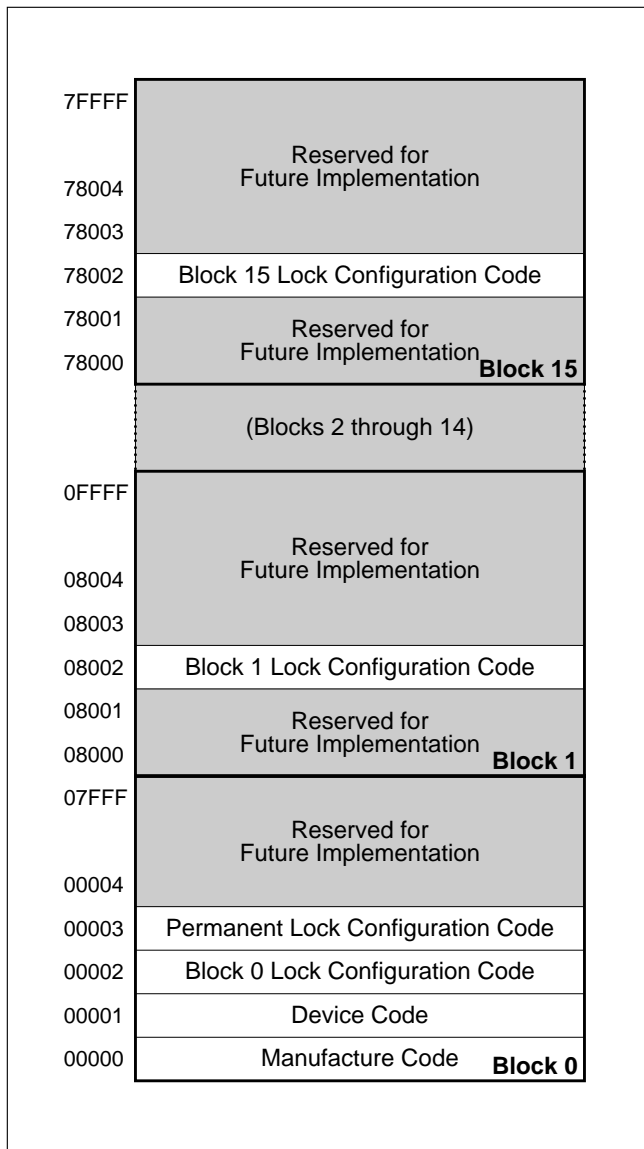 7FFFF
Reserved for
Future Implementation
78004
78003
78002 Block 15 Lock Configuration Code
78001
Reserved for
Future Implementation
78000
Block 15
(Blocks 2 through 14)
0FFFF
Reserved for
Future Implementation
08004
08003
08002 Block 1 Lock Configuration Code
08001
Reserved for
Future Implementation
08000
Block 1
07FFF
Reserved for
Future Implementation
00004
00003 Permanent Lock Configuration Code
00002 Block 0 Lock Configuration Code
00001 Device Code
00000 Manufacture Code Block 0